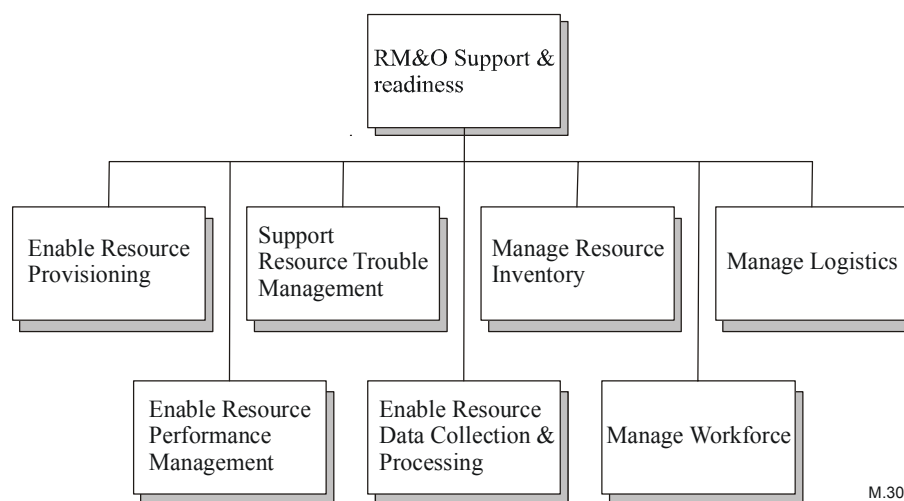 RM&O Support &
readiness
Enable Resource
Provisioning
Support
Resource Trouble
Management
Manage Resource
Inventory
Manage Logistics
Enable Resource
Performance
Management
Enable Resource
Data Collection &
Processing
Manage Workforce
M.30